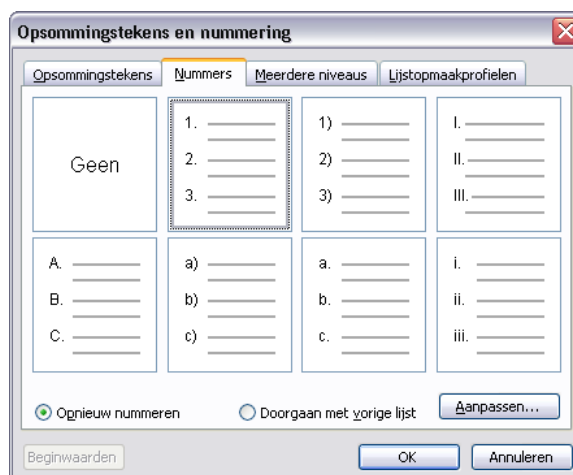 Opsommingstekens en nummering
Opsommingstekens Nummers Meerdere niveaus Lijstopmaakprofielen
Geen
1.
2.
3.
1)
2)
3)
I.
II.
III.
A.
B.
C.
a)
b)
c)
a.
b.
c.
i.
ii.
iii.
Opnieuw nummeren Doorgaan met vorige lijst Aanpassen...
Beginwaarden OK Annuleren